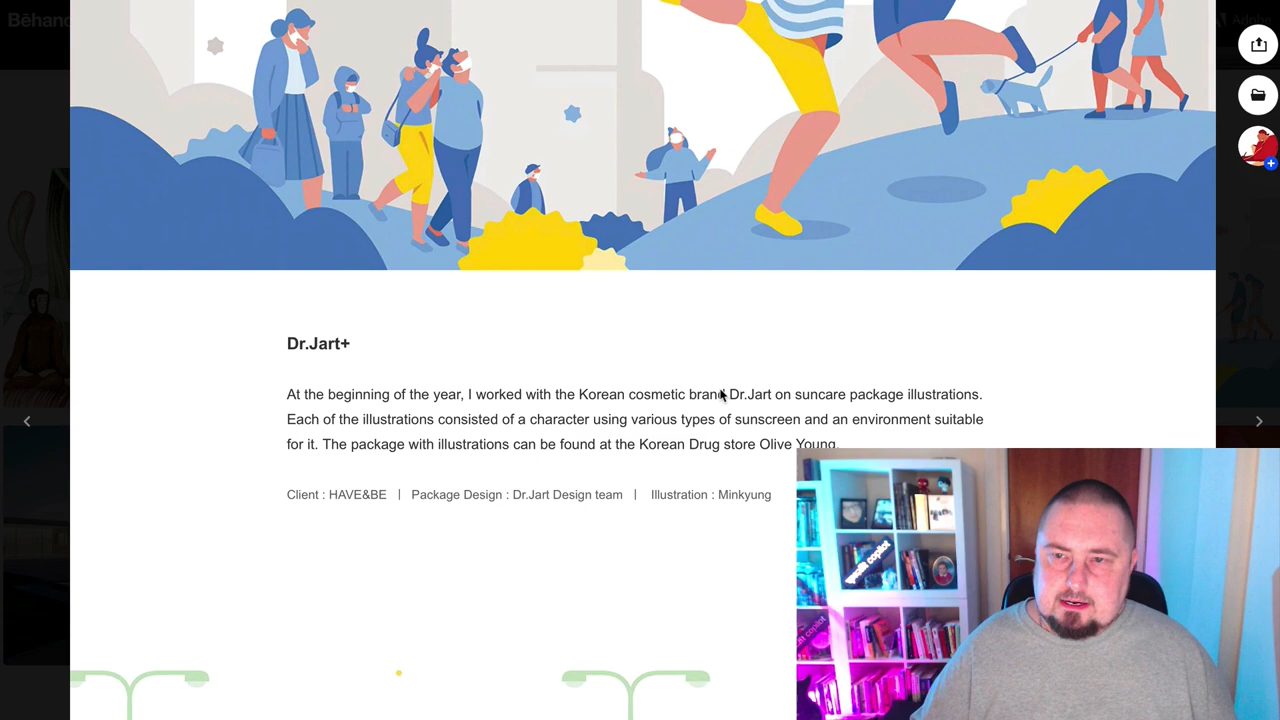 Behanc
Adobe
Dr.Jart+
At the beginning of the year, I worked with the Korean cosmetic brand Dr.Jart on suncare package illustrations.
Each of the illustrations consisted of a character using various types of sunscreen and an environment suitable
for it. The package with illustrations can be found at the Korean Drug store Olive Young.
Client : HAVE&BE | Package Design : Dr.Jart Design team | Illustration : Minkyung